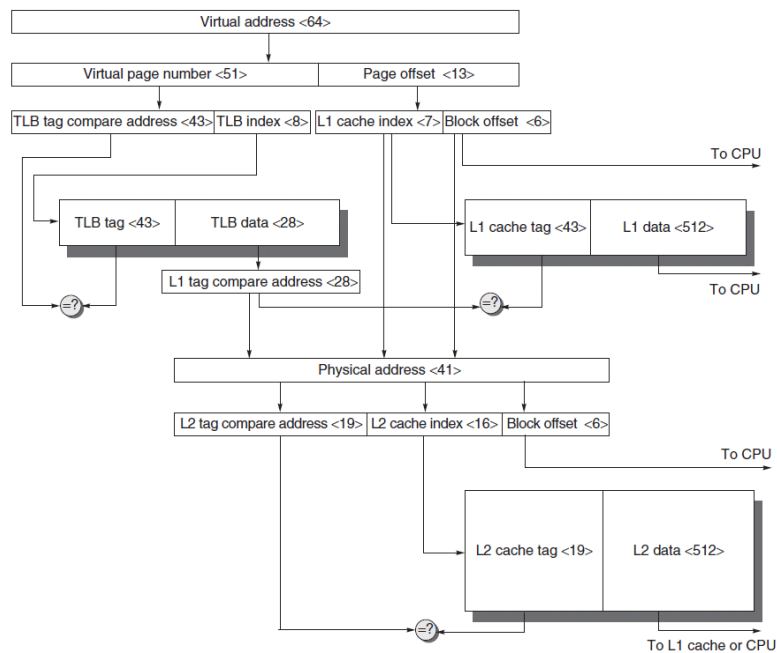 Virtual address <64>
Virtual page number <51>
Page offset <13>
TLB tag compare address <43>
TLB index <8>
L1 cache index <7>
Block offset <6>
To CPU
TLB tag <43>
TLB data <28>
L1 cache tag <43>
L1 data <512>
L1 tag compare address <28>
To CPU
=?
=?
Physical address <41>
L2 tag compare address <19>
L2 cache index <16>
Block offset <6>
To CPU
L2 cache tag <19>
L2 data <512>
=?
To L1 cache or CPU